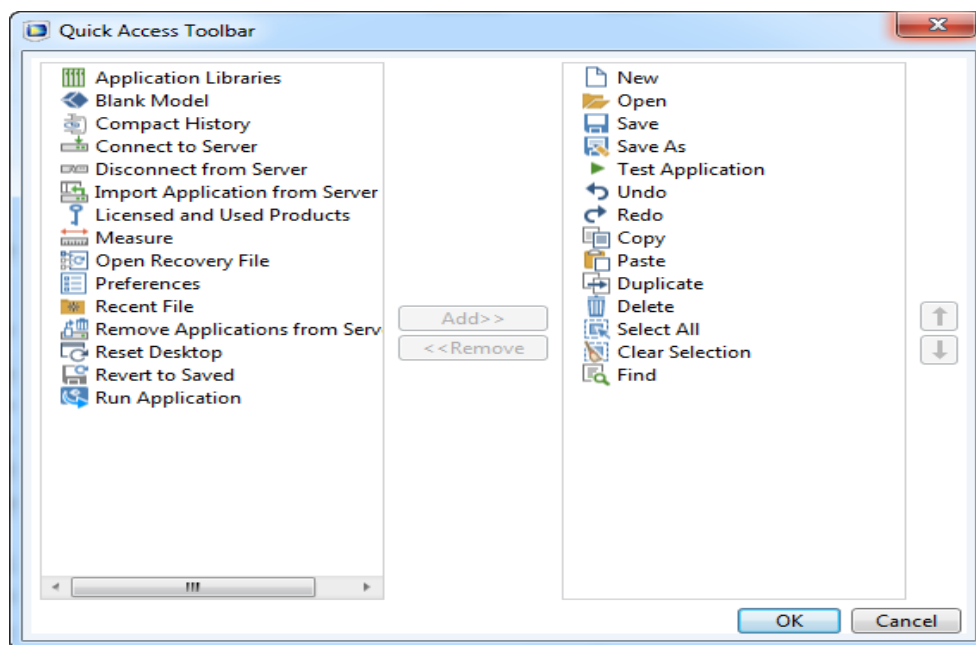 Quick Access Toolbar
Application Libraries
Blank Model
Compact History
Connect to Server
Disconnect from Server
Import Application from Server
Licensed and Used Products
Measure
Open Recovery File
Preferences
Recent File
Remove Applications from Serv
Reset Desktop
Revert to Saved
Run Application
Add>>
<<Remove
New
Open
Save
Save As
Test Application
Undo
Redo
Copy
Paste
Duplicate
Delete
Select All
Clear Selection
Find
OK
Cancel